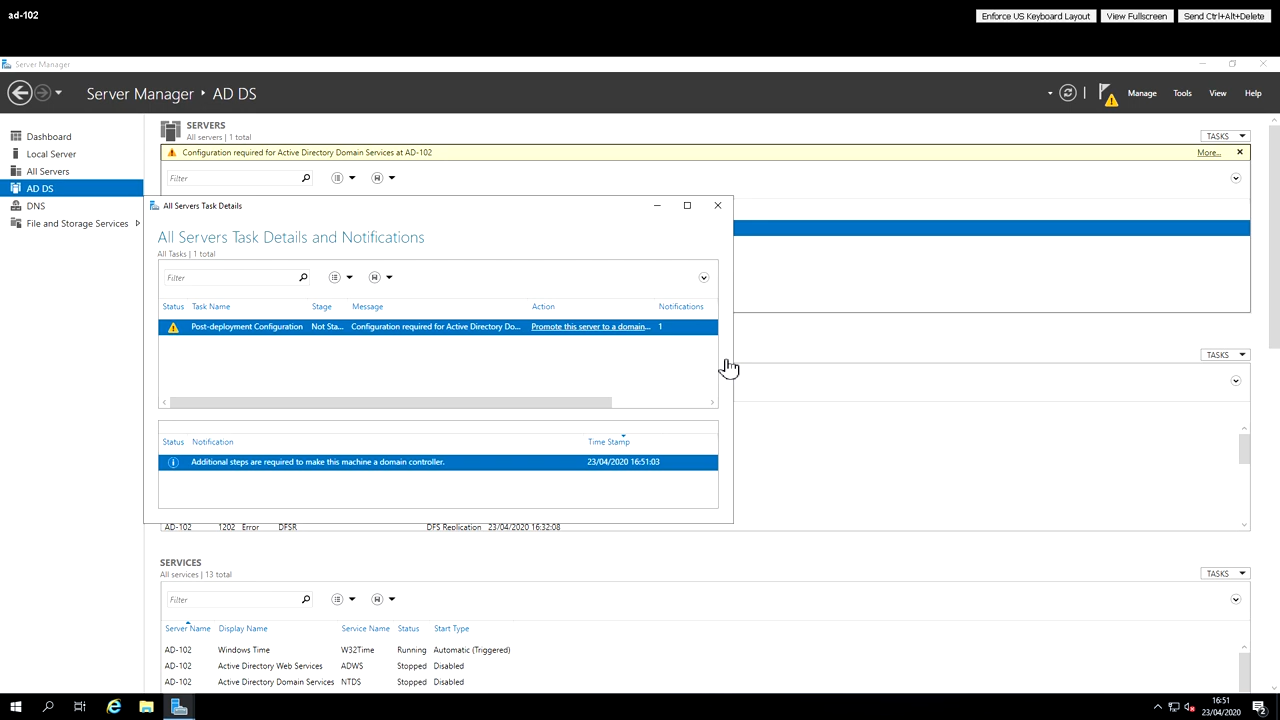 ad-102
Enforce US Keyboard Layout
View Fullscreen
Send Ctrl+Alt+Delete
Server Manager
Server Manager • AD DS
Manage
Tools
View
Help
Dashboard
Local Server
All Servers
AD DS
DNS
File and Storage Services
SERVERS
All servers | 1 total
TASKS
Configuration required for Active Directory Domain Services at AD-102
More...
Filter
All Servers Task Details
All Servers Task Details and Notifications
All Tasks | 1 total
Filter
Status Task Name Stage Message Action Notifications
Post-deployment Configuration Not Sta... Configuration required for Active Directory Do... Promote this server to a domain... 1
Status Notification Time Stamp
Additional steps are required to make this machine a domain controller. 23/04/2020 16:51:03
TASKS
AD-102 1202 Error DFSR DFS Replication 23/04/2020 16:32:08
SERVICES
All services | 13 total
TASKS
Filter
Server Name Display Name Service Name Status Start Type
AD-102 Windows Time W32Time Running Automatic (Triggered)
AD-102 Active Directory Web Services ADWS Stopped Disabled
AD-102 Active Directory Domain Services NTDS Stopped Disabled
16:51
23/04/2020
2